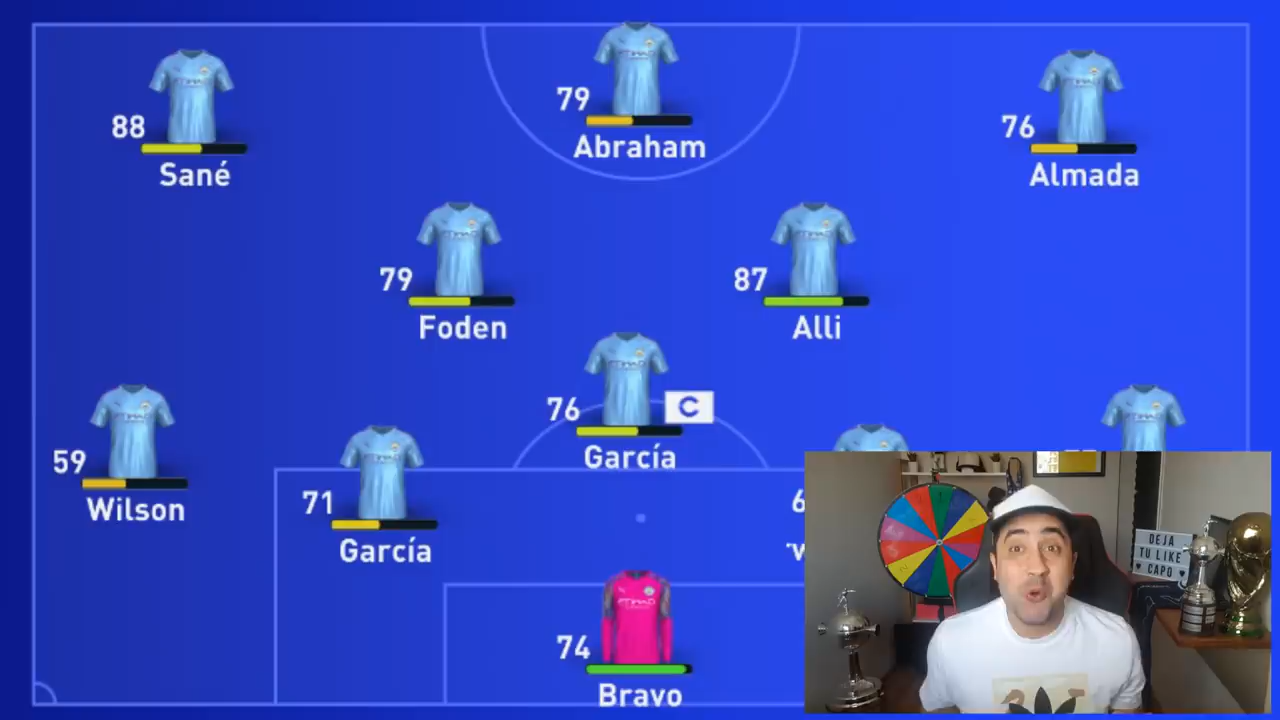 79
Abraham
88
Sané
76
Almada
79
Foden
87
Alli
76
C
García
59
Wilson
71
García
DEJA
TU LIKE
♥ CAPO ♥
74
Bravo